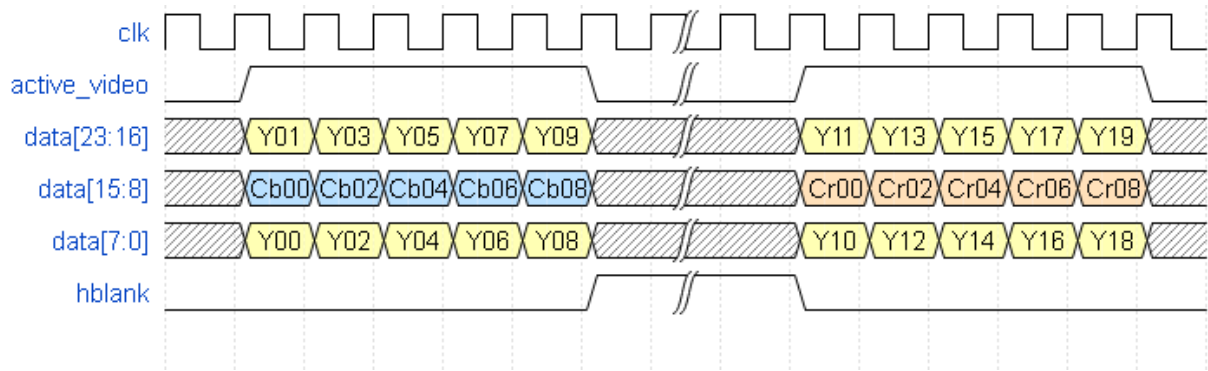 clk
active_video
data[23:16] Y01 Y03 Y05 Y07 Y09 Y11 Y13 Y15 Y17 Y19
data[15:8] Cb00 Cb02 Cb04 Cb06 Cb08 Cr00 Cr02 Cr04 Cr06 Cr08
data[7:0] Y00 Y02 Y04 Y06 Y08 Y10 Y12 Y14 Y16 Y18
hblank